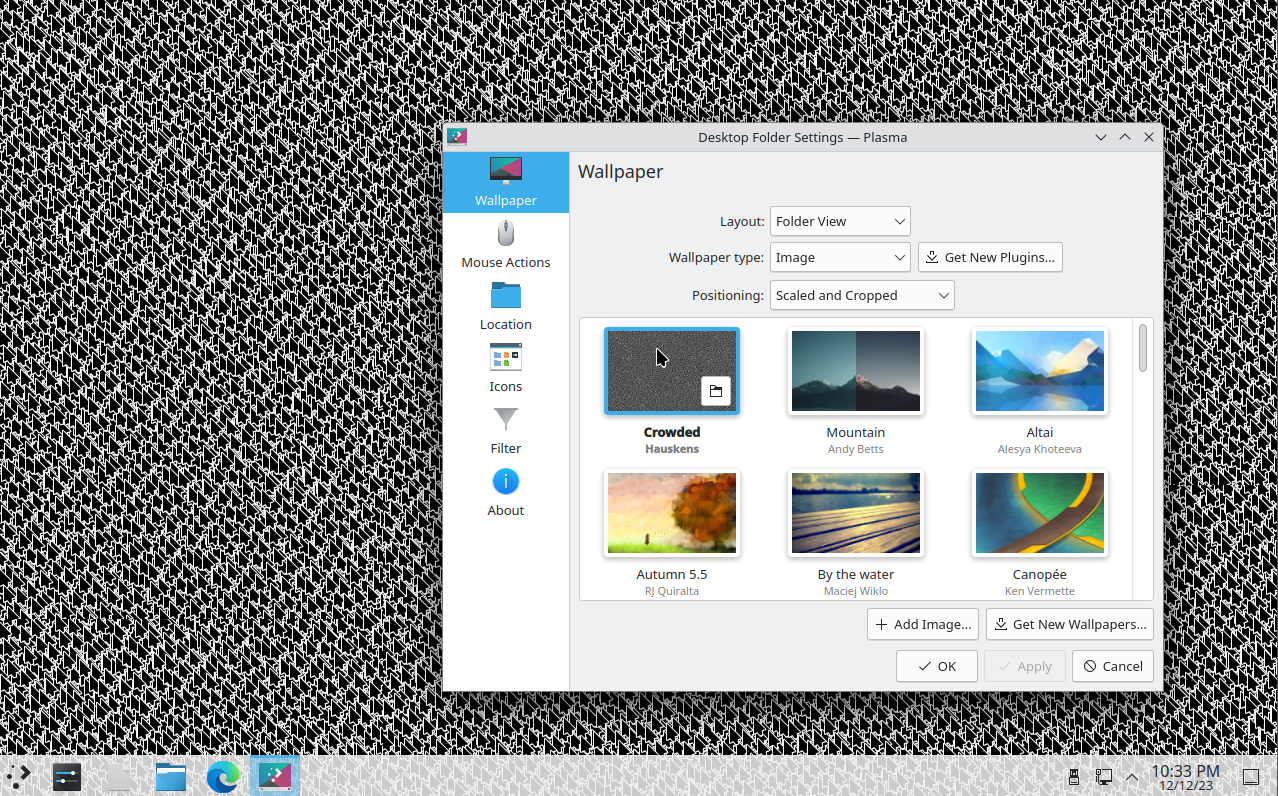 Desktop Folder Settings — Plasma
Wallpaper
Mouse Actions
Location
Icons
Filter
About
Wallpaper
Layout: Folder View
Wallpaper type: Image Get New Plugins...
Positioning: Scaled and Cropped
Crowded Mountain Altai
Hauskens Andy Betts Alesya Khoteeva
Autumn 5.5 By the water Canopée
RJ Quiralta Maciej Wiklo Ken Vermette
Add Image... Get New Wallpapers...
OK Apply Cancel
10:33 PM
12/12/23